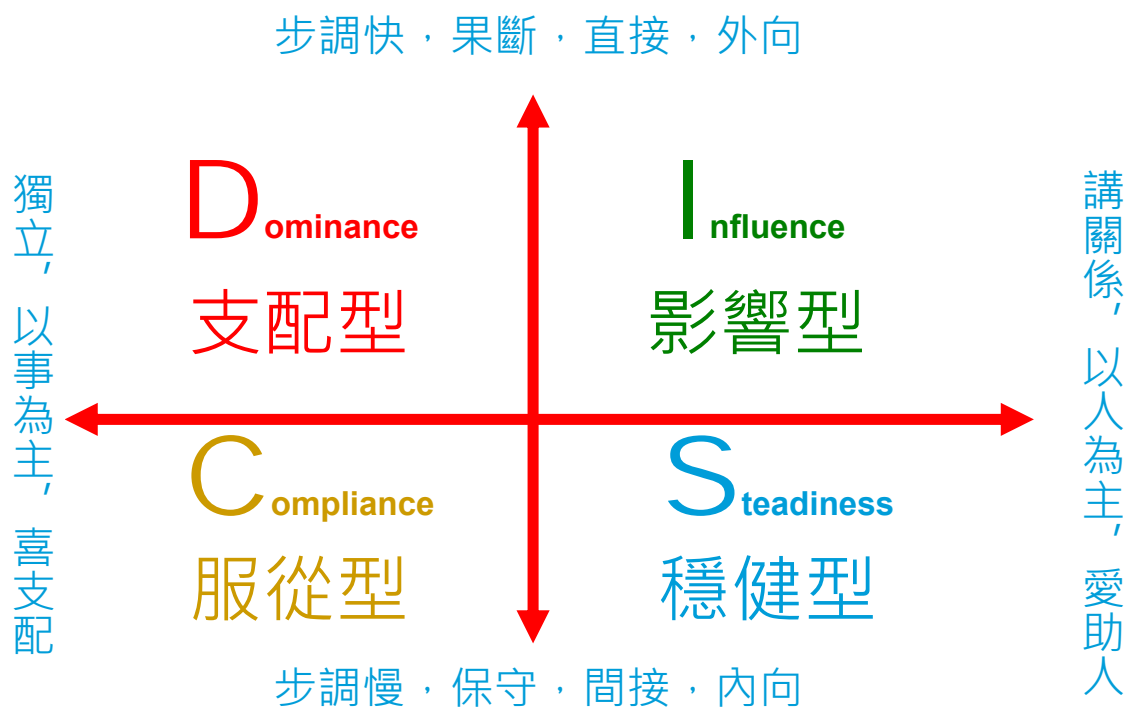 步調快，果斷，直接，外向
獨立，以事為主，喜支配
Dominance
支配型
Influence
影響型
講關係，以人為主，愛助人
Compliance
服從型
Steadiness
穩健型
步調慢，保守，間接，內向